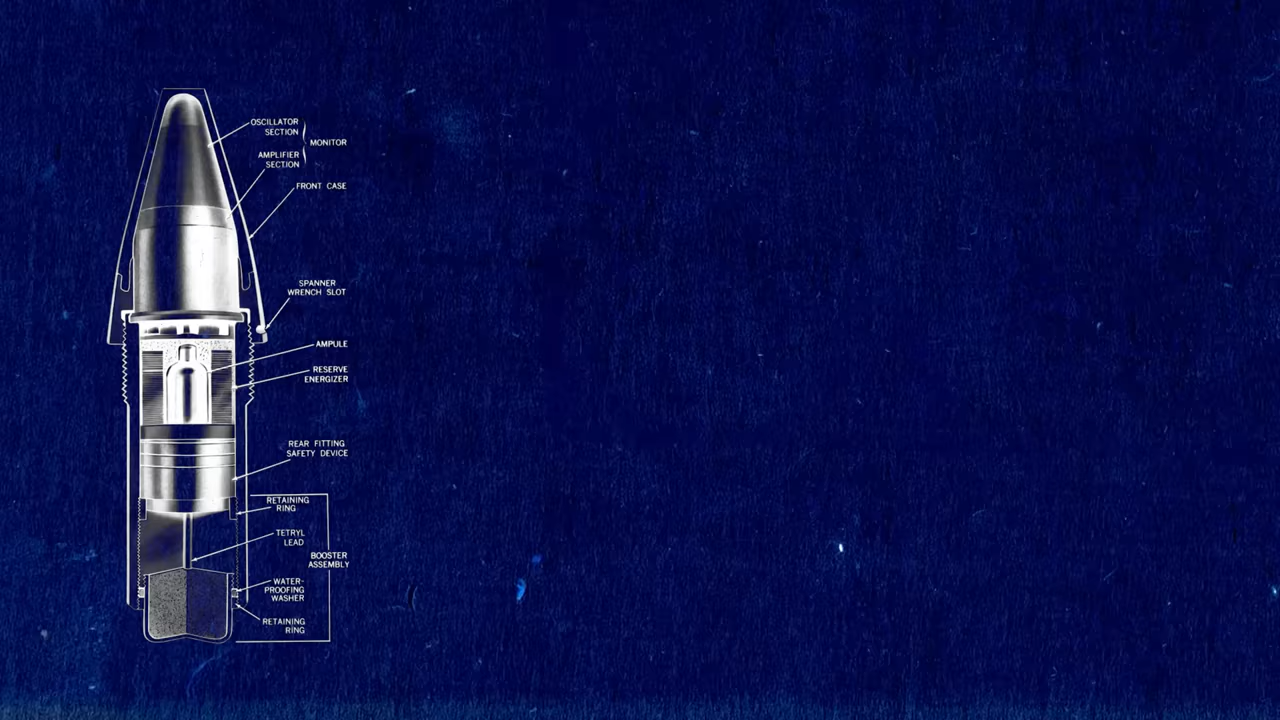 OSCILLATOR
SECTION
MONITOR
AMPLIFIER
SECTION
FRONT CASE
SPANNER
WRENCH SLOT
AMPULE
RESERVE
ENERGIZER
REAR FITTING
SAFETY DEVICE
RETAINING
RING
TETRYL
LEAD
BOOSTER
ASSEMBLY
WATER-
PROOFING
WASHER
RETAINING
RING